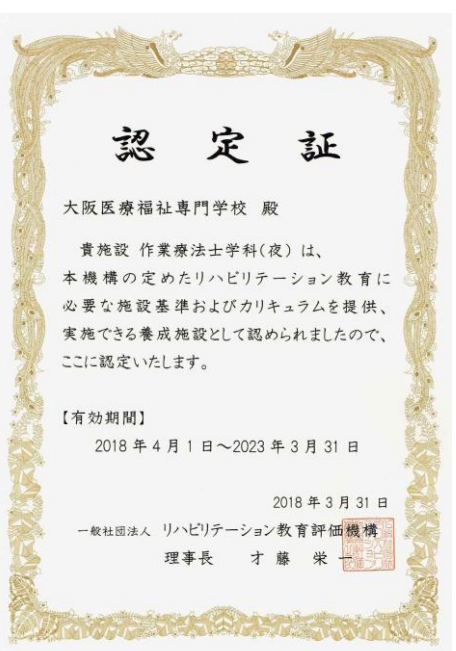 認定証
大阪医療福祉専門学校 殿
貴施設 作業療法士学科(夜) は、
本機構の定めたリハビリテーション教育に
必要な施設基準およびカリキュラムを提供、
実施できる養成施設として認められましたので、
ここに認定いたします。
【有効期間】
2018 年 4 月 1 日～2023 年 3 月 31 日
2018 年 3 月 31 日
一般社団法人 リハビリテーション教育評価機構
理事長 才藤 栄一